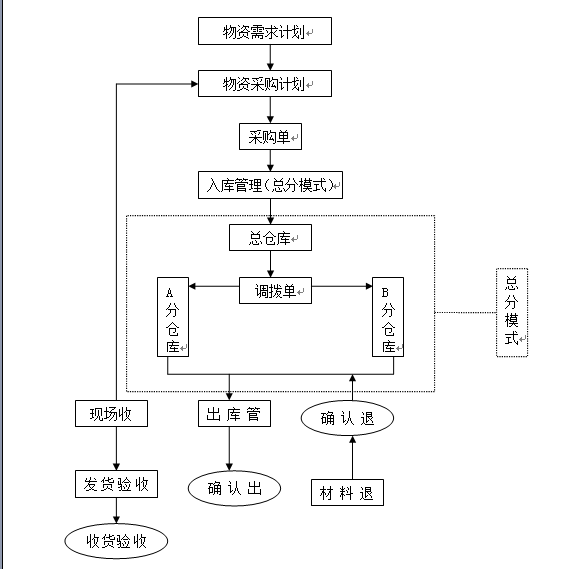 物资需求计划
物资采购计划
采购单
入库管理（总分模式）
总仓库
A分仓库
调拨单
B分仓库
总分模式
现场收
出库管
确认退
发货验收
确认出
材料退
收货验收